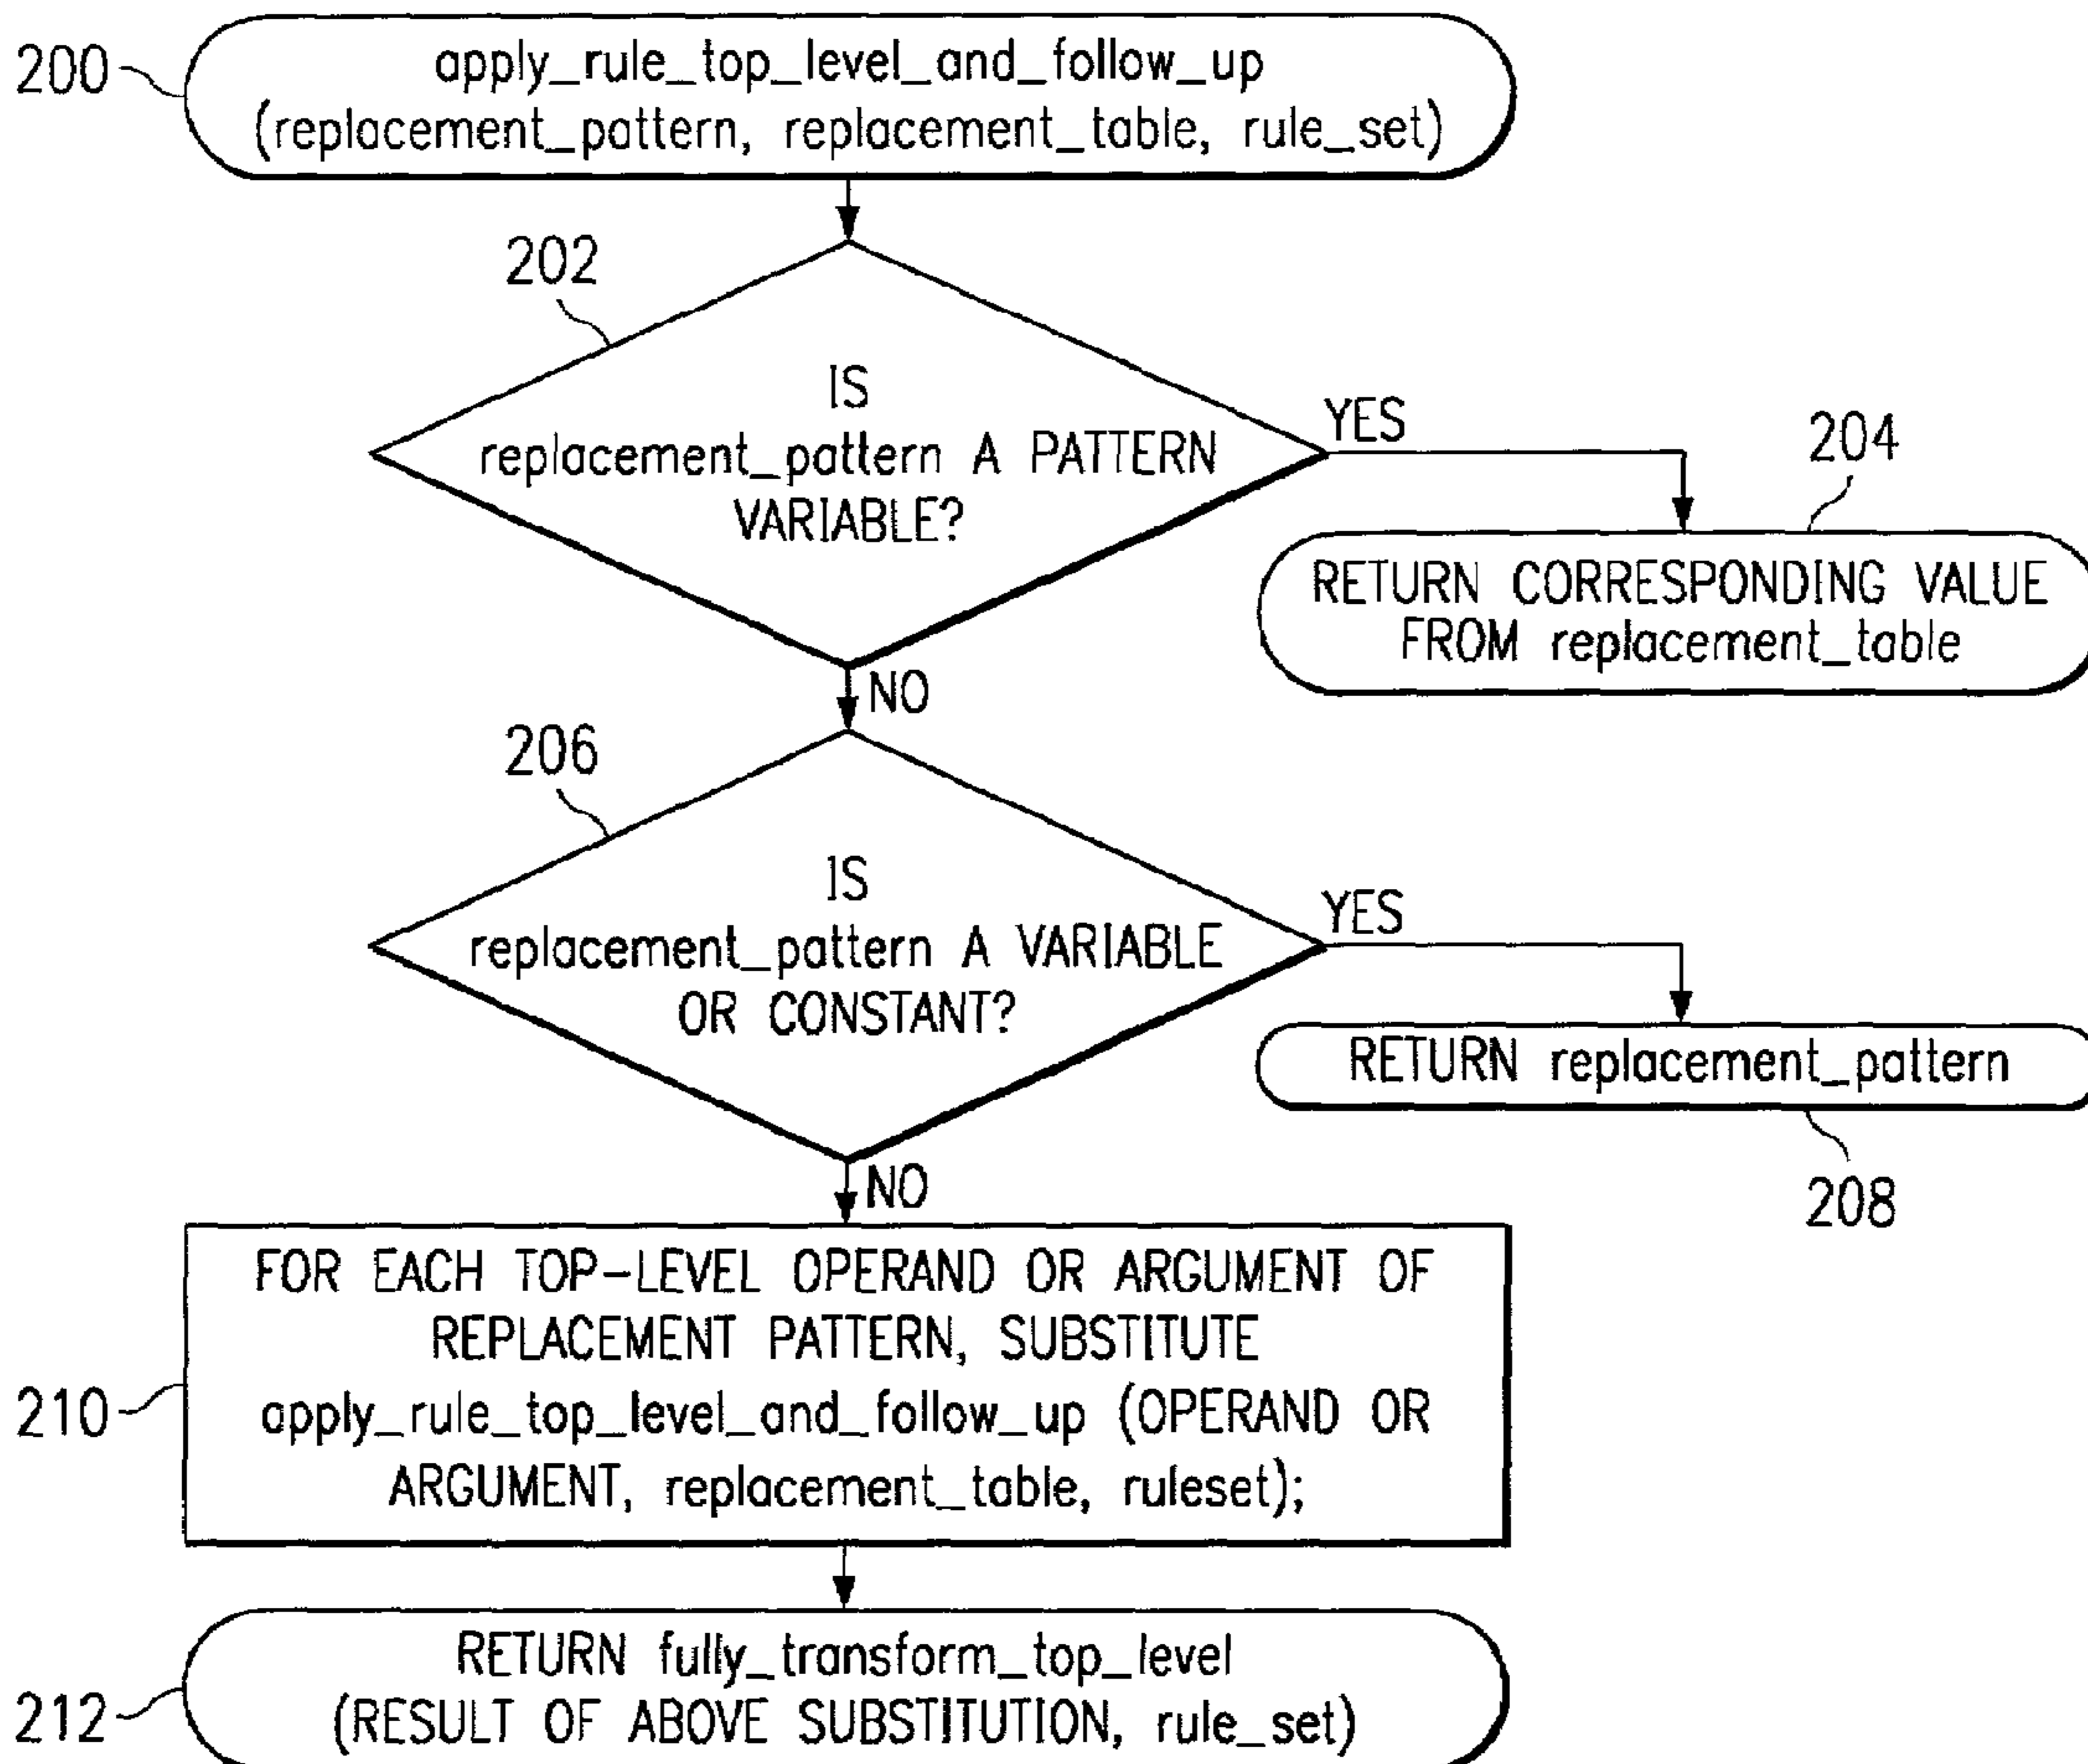 200
apply_rule_top_level_and_follow_up
(replacement_pattern, replacement_table, rule_set)
202
IS
replacement_pattern A PATTERN
VARIABLE?
YES
204
RETURN CORRESPONDING VALUE
FROM replacement_table
NO
206
IS
replacement_pattern A VARIABLE
OR CONSTANT?
YES
RETURN replacement_pattern
208
NO
FOR EACH TOP-LEVEL OPERAND OR ARGUMENT OF
REPLACEMENT PATTERN, SUBSTITUTE
210
apply_rule_top_level_and_follow_up (OPERAND OR
ARGUMENT, replacement_table, ruleset);
RETURN fully_transform_top_level
212
(RESULT OF ABOVE SUBSTITUTION, rule_set)